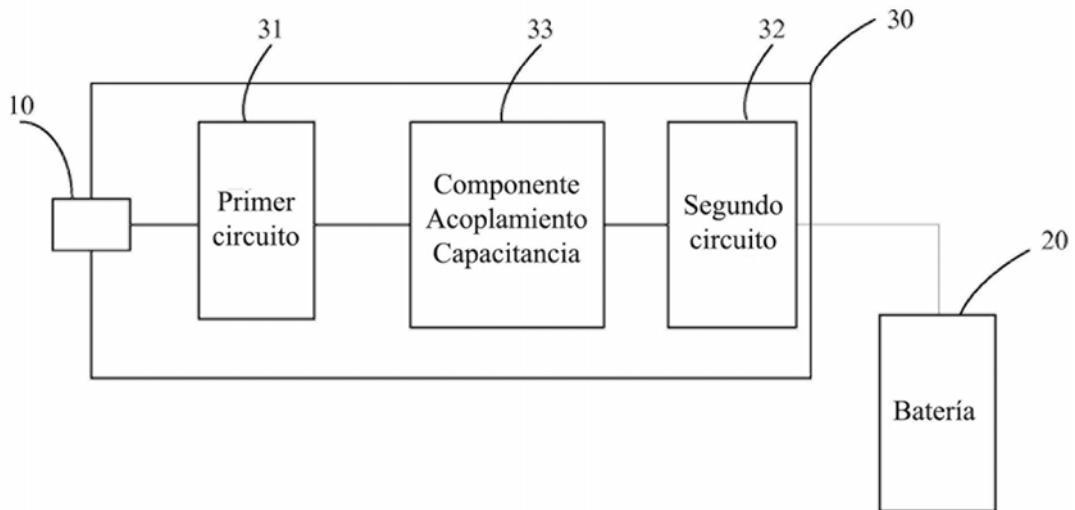 31
33
32
30
10
Primer
circuito
Componente
Acoplamiento
Capacitancia
Segundo
circuito
20
Batería